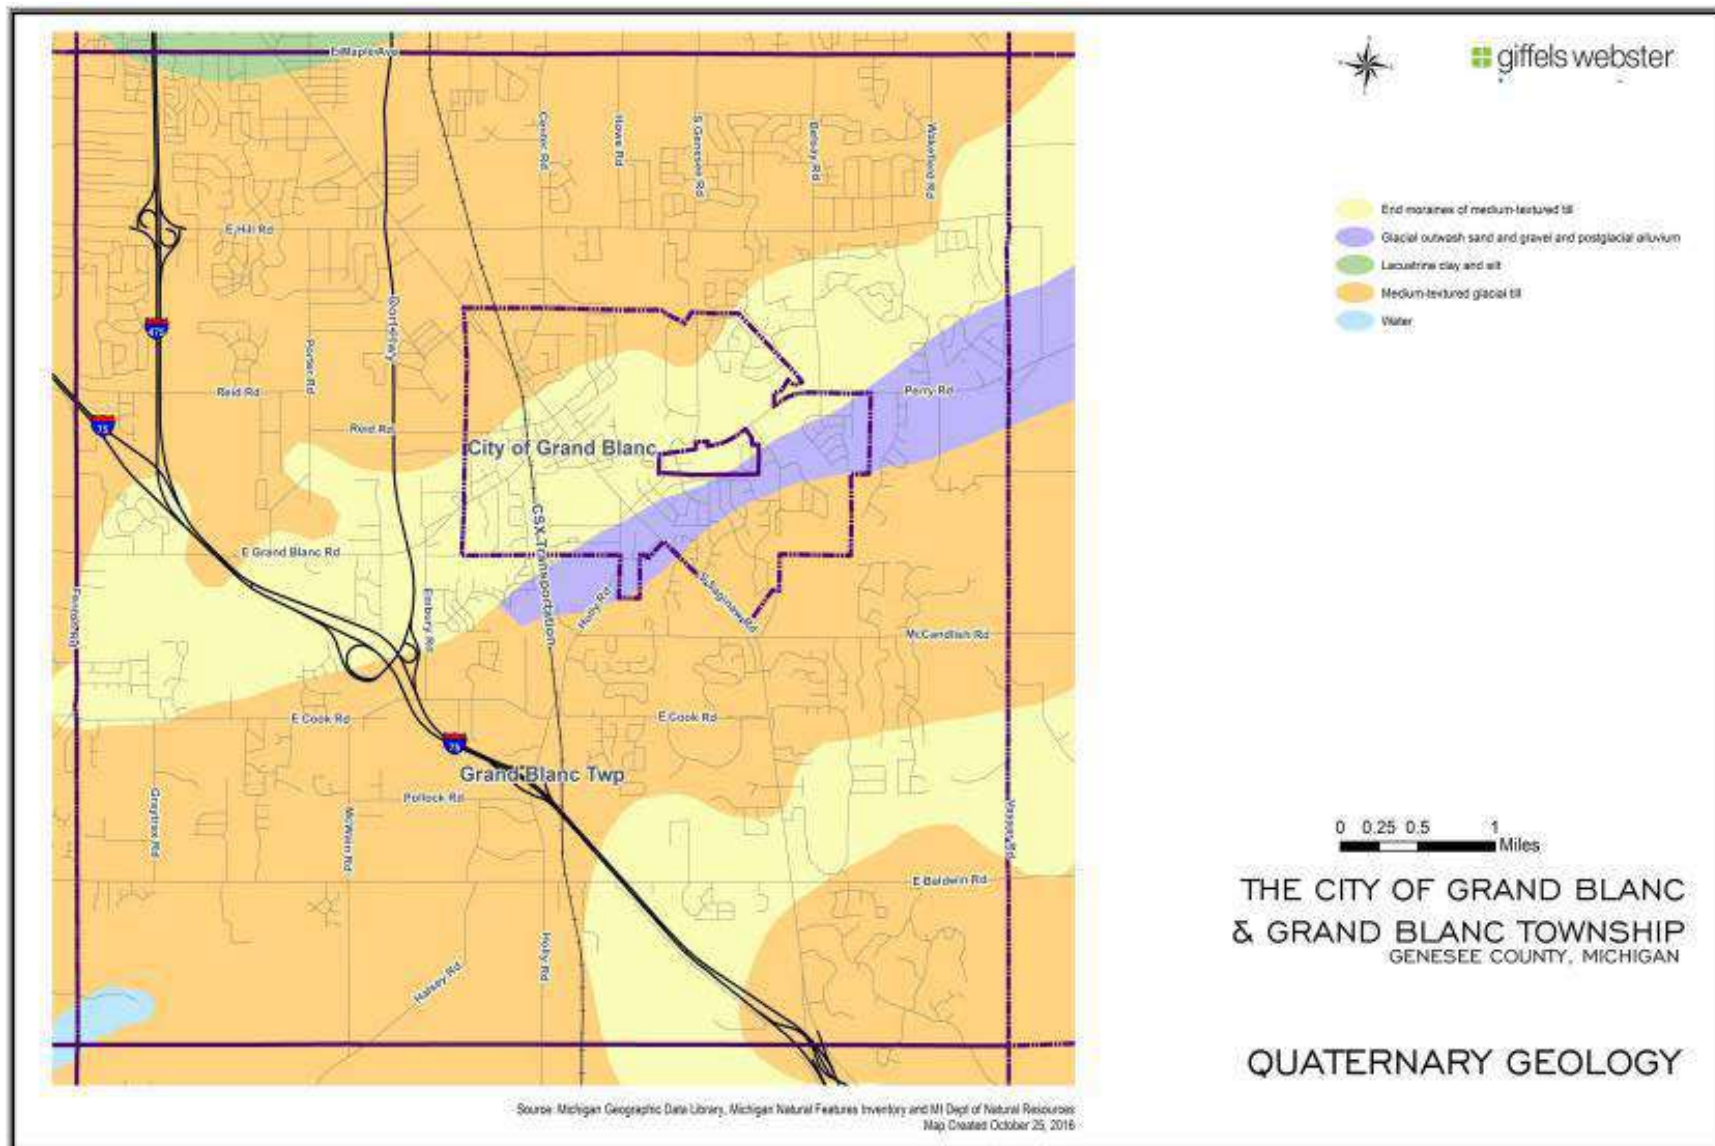 giffels webster
End moraines of medium-textured till
Glacial outwash sand and gravel and postglacial alluvium
Lacustrine clay and silt
Medium-textured glacial till
Water
E Maple Ave
Center Rd
Howe Rd
S Genesee Rd
Belsay Rd
Wakefield Rd
E Hill Rd
475
Dort Hwy
Porter Rd
Reid Rd
Perry Rd
75
Reid Rd
City of Grand Blanc
CSX Transportation
E Grand Blanc Rd
Fenton Rd
Embury Rd
Holly Rd
S Saginaw Rd
McCandlish Rd
E Cook Rd
E Cook Rd
75
Grand Blanc Twp
Pollock Rd
Graytrax Rd
McWain Rd
Vassar Rd
E Baldwin Rd
Holly Rd
Halsey Rd
0 0.25 0.5 1
Miles
THE CITY OF GRAND BLANC
& GRAND BLANC TOWNSHIP
GENESEE COUNTY, MICHIGAN
QUATERNARY GEOLOGY
Source: Michigan Geographic Data Library, Michigan Natural Features Inventory and MI Dept of Natural Resources
Map Created October 25, 2016